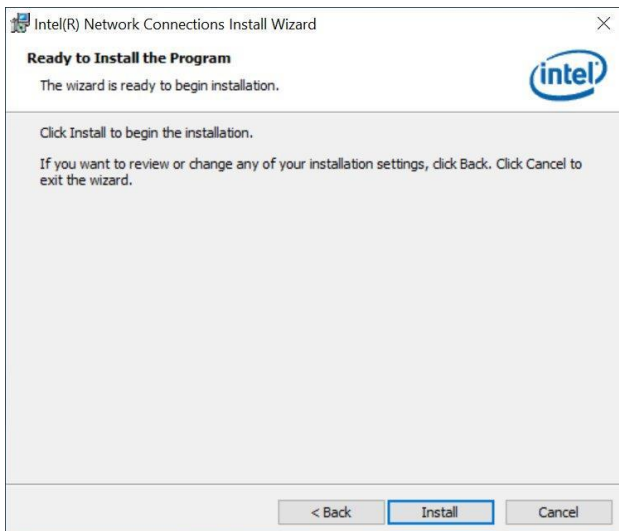 Intel(R) Network Connections Install Wizard
Ready to Install the Program
The wizard is ready to begin installation.
intel
Click Install to begin the installation.
If you want to review or change any of your installation settings, click Back. Click Cancel to
exit the wizard.
< Back Install Cancel